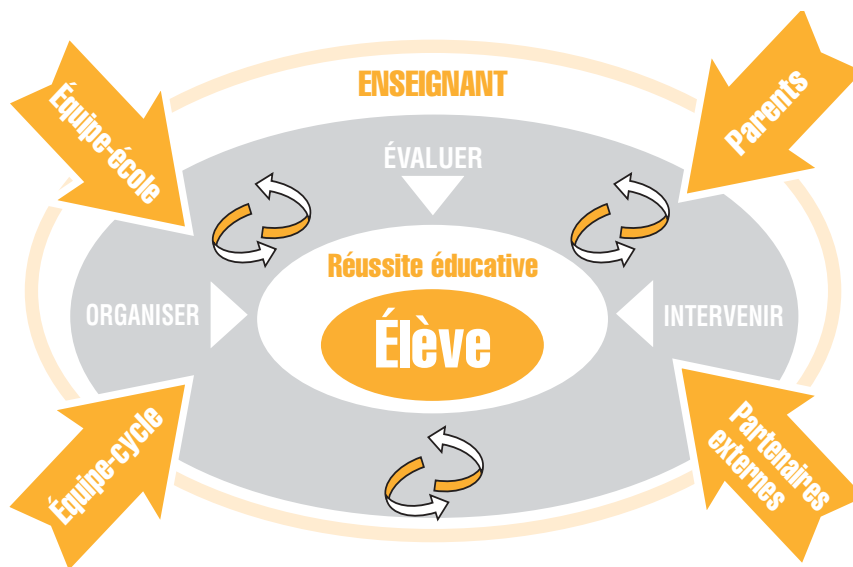 ENSEIGNANT
Équipe-école
Parents
ÉVALUER
Réussite éducative
ORGANISER
Élève
INTERVENIR
Équipe-cycle
Partenaires
externes